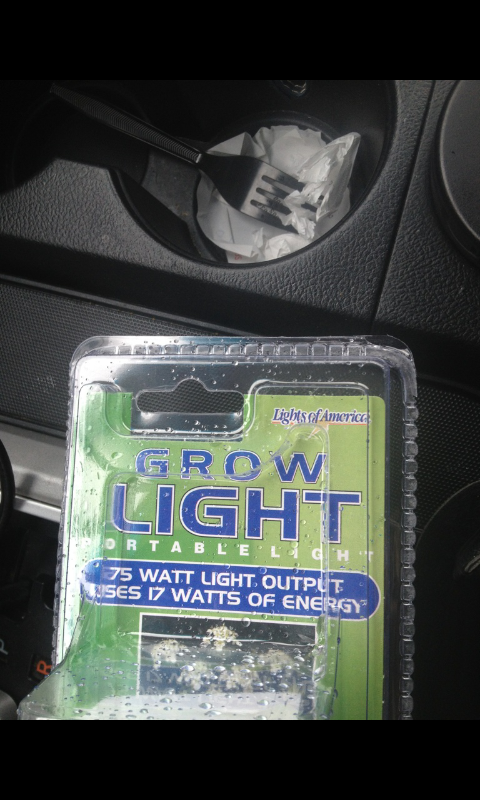 Lights of America
GROW
LIGHT
PORTABLE LIGHT
75 WATT LIGHT OUTPUT
USES 17 WATTS OF ENERGY
P
R